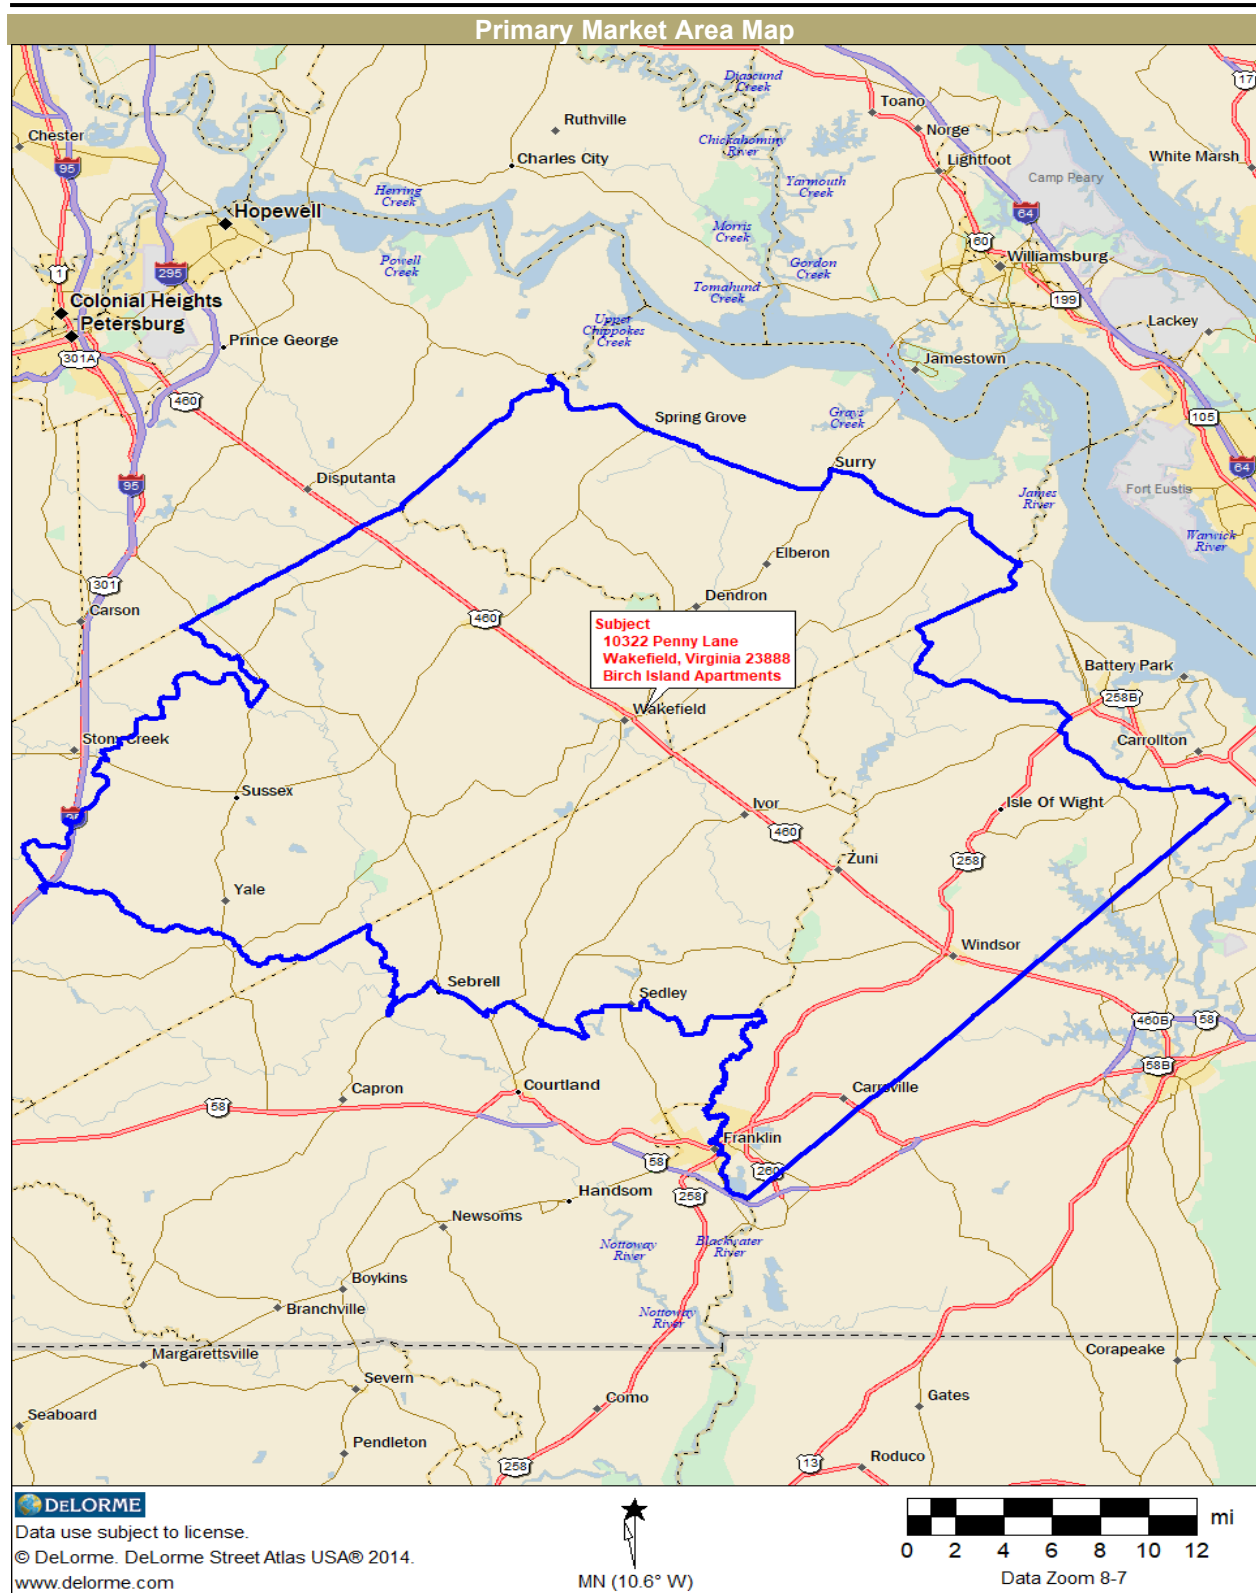 Primary Market Area Map
Diascund
Creek
17
Toano
Ruthville
Norge
Chester
Chickahominy
River
Charles City
Lightfoot
White Marsh
95
Camp Peary
Yarmouth
Creek
Herring
Creek
Hopewell
64
Morris
Creek
60
Powell
Creek
Gordon
Creek
Williamsburg
295
1
Tomahund
Creek
199
Colonial Heights
Petersburg
Upper
Chippokes
Creek
Lackey
Prince George
301A
Jamestown
460
Spring Grove
Grays
Creek
105
Surry
64
Disputanta
95
Fort Eustis
James
River
Warwick
River
Elberon
301
Dendron
Carson
460
Subject
10322 Penny Lane
Wakefield, Virginia 23888
Birch Island Apartments
Battery Park
258B
Wakefield
Stony Creek
Carrollton
Sussex
Ivor
Isle Of Wight
460
258
Zuni
Yale
Windsor
Sebrell
Sedley
460B
58
58B
Capron
Courtland
Carrsville
58
Franklin
58
260
Handsom
258
Newsoms
Nottoway
River
Blackwater
River
Boykins
Branchville
Nottoway
River
Margarettsville
Corapeake
Severn
Como
Gates
Seaboard
Pendleton
Roduco
258
13
DELORME
Data use subject to license.
© DeLorme. DeLorme Street Atlas USA® 2014.
www.delorme.com
MN (10.6° W)
mi
0 2 4 6 8 10 12
Data Zoom 8-7